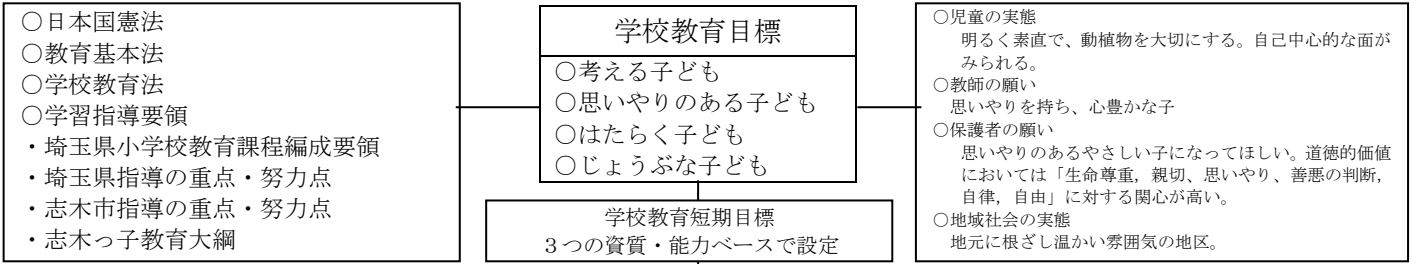 ○日本国憲法
○教育基本法
○学校教育法
○学習指導要領
・埼玉県小学校教育課程編成要領
・埼玉県指導の重点・努力点
・志木市指導の重点・努力点
・志木っ子教育大綱
学校教育目標
○考える子ども
○思いやりのある子ども
○はたらく子ども
○じょうぶな子ども
学校教育短期目標
３つの資質・能力ベースで設定
○児童の実態
明るく素直で、動植物を大切にする。自己中心的な面が
みられる。
○教師の願い
思いやりを持ち、心豊かな子
○保護者の願い
思いやりのあるやさしい子になってほしい。道徳的価値
においては「生命尊重，親切、思いやり、善悪の判断，
自律，自由」に対する関心が高い。
○地域社会の実態
地元に根ざし温かい雰囲気の地区。